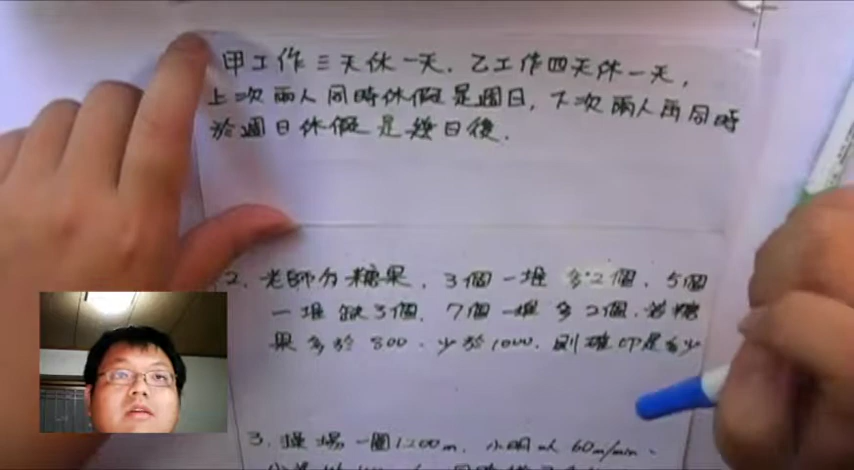 甲工作三天休一天. 乙工作四天休一天,
上次兩人同時休假是週日, 下次兩人再同時
於週日休假是幾日後.
2. 老師分糖果, 3個一堆多2個, 5個
一堆缺3個, 7個一堆多2個. 若糖
果多於800, 少於1000, 則糖
3. 操場一圈1200m, 小明以60m/min.